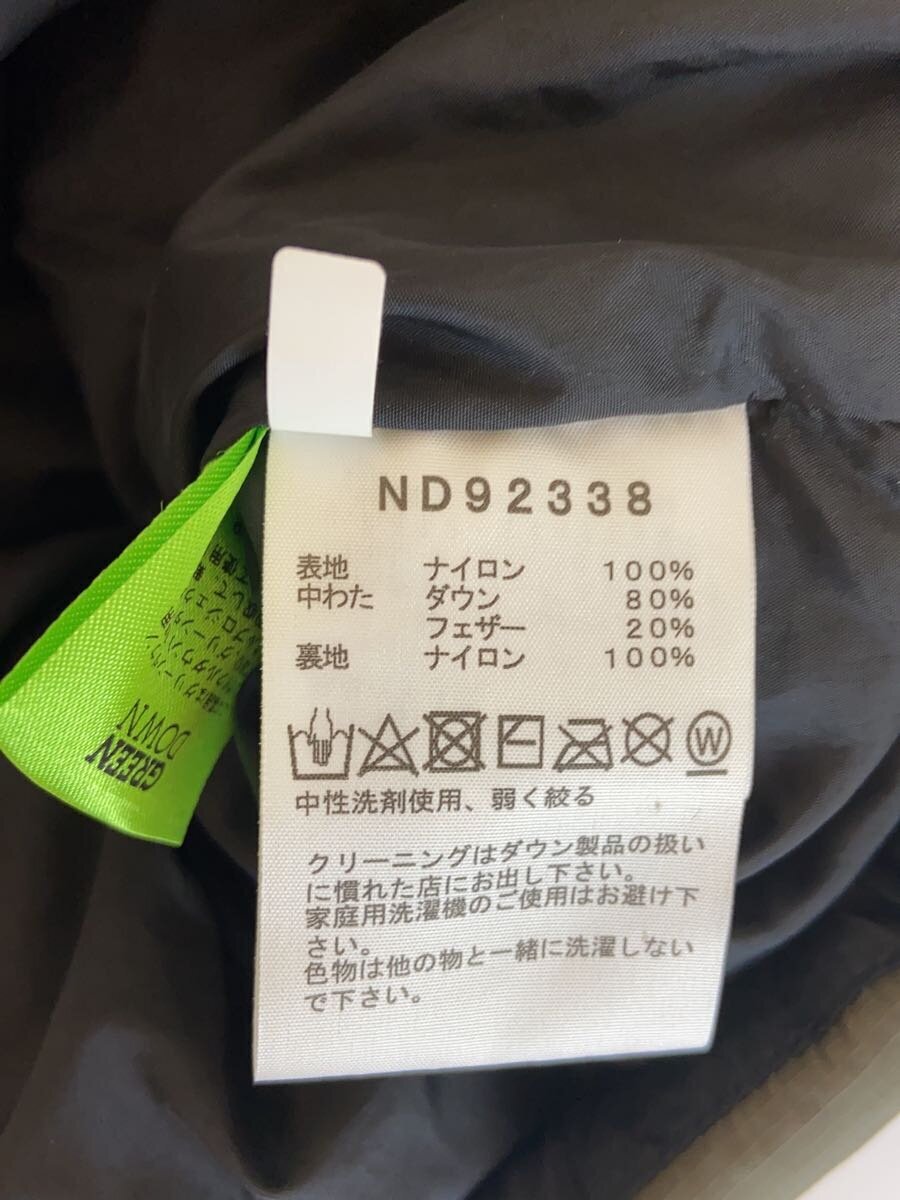 ND92338
表地 ナイロン 100%
中わた ダウン 80%
フェザー 20%
裏地 ナイロン 100%
W
中性洗剤使用、弱く絞る
クリーニングはダウン製品の扱い
に慣れた店にお出し下さい。
家庭用洗濯機のご使用はお避け下
さい。
色物は他の物と一緒に洗濯しない
で下さい。
GREEN
DOWN